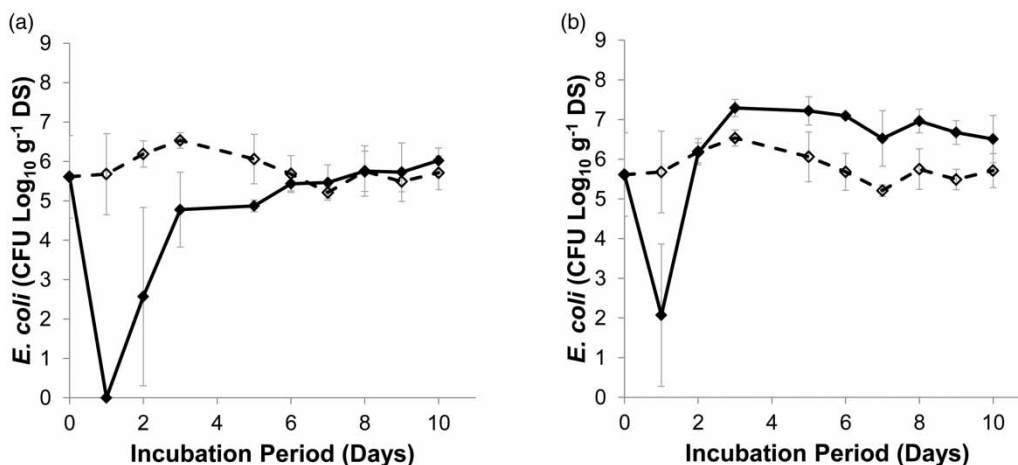 (a)
9
8
7
6
5
4
3
2
1
0
E. coli (CFU Log₁₀ g⁻¹ DS)
0 2 4 6 8 10
Incubation Period (Days)
(b)
9
8
7
6
5
4
3
2
1
0
E. coli (CFU Log₁₀ g⁻¹ DS)
0 2 4 6 8 10
Incubation Period (Days)